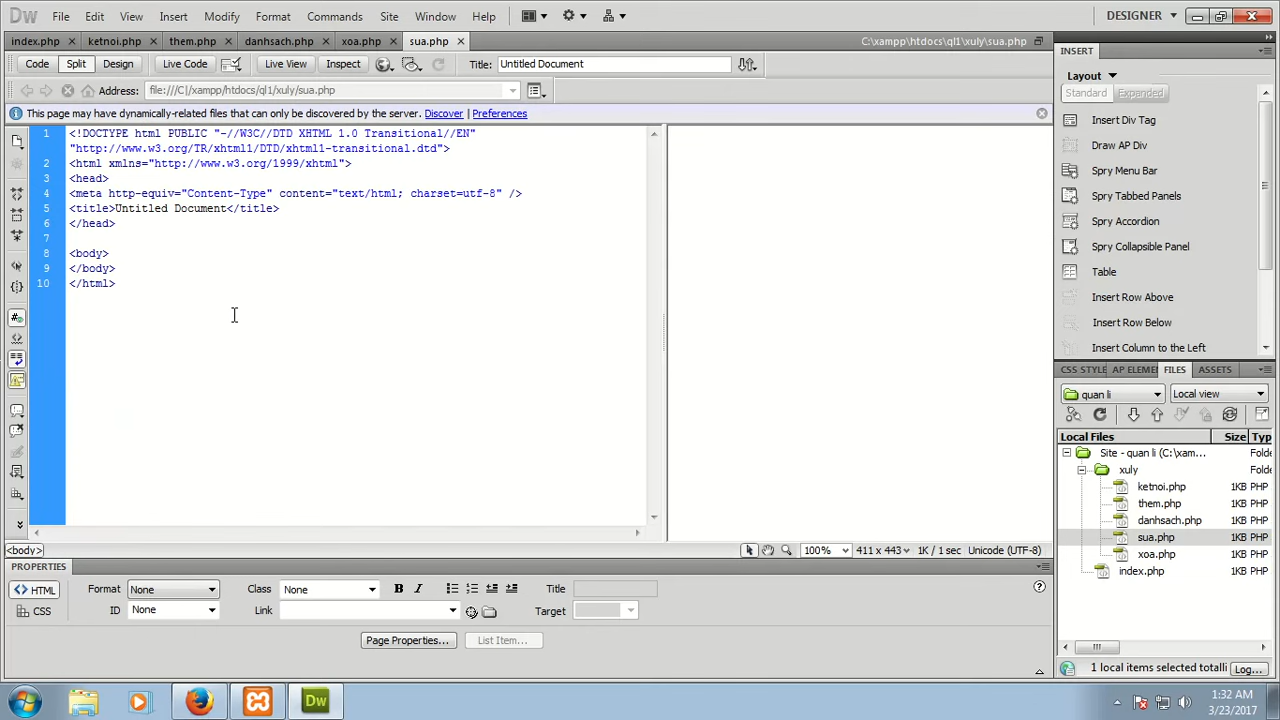 Dw File Edit View Insert Modify Format Commands Site Window Help DESIGNER
index.php × ketnoi.php × them.php × danhsach.php × xoa.php × sua.php × C:\xampp\htdocs\ql1\xuly\sua.php
Code Split Design Live Code Live View Inspect Title: Untitled Document
Address: file:///C|/xampp/htdocs/ql1/xuly/sua.php
This page may have dynamically-related files that can only be discovered by the server. Discover | Preferences
1 <!DOCTYPE html PUBLIC "-//W3C//DTD XHTML 1.0 Transitional//EN"
"http://www.w3.org/TR/xhtml1/DTD/xhtml1-transitional.dtd">
2 <html xmlns="http://www.w3.org/1999/xhtml">
3 <head>
4 <meta http-equiv="Content-Type" content="text/html; charset=utf-8" />
5 <title>Untitled Document</title>
6 </head>
7
8 <body>
9 </body>
10 </html>
<body> 100% 411 x 443 1K / 1 sec Unicode (UTF-8)
INSERT
Layout
Standard Expanded
Insert Div Tag
Draw AP Div
Spry Menu Bar
Spry Tabbed Panels
Spry Accordion
Spry Collapsible Panel
Table
Insert Row Above
Insert Row Below
Insert Column to the Left
CSS STYLE AP ELEMEN FILES ASSETS
quan li Local view
Local Files Size Typ
Site - quan li (C:\xam... Folde
xuly Folde
ketnoi.php 1KB PHP
them.php 1KB PHP
danhsach.php 1KB PHP
sua.php 1KB PHP
xoa.php 1KB PHP
index.php 1KB PHP
1 local items selected totalli Log...
PROPERTIES
<> HTML Format None Class None B I Title
CSS ID None Link Target
Page Properties... List Item...
Dw 1:32 AM
3/23/2017